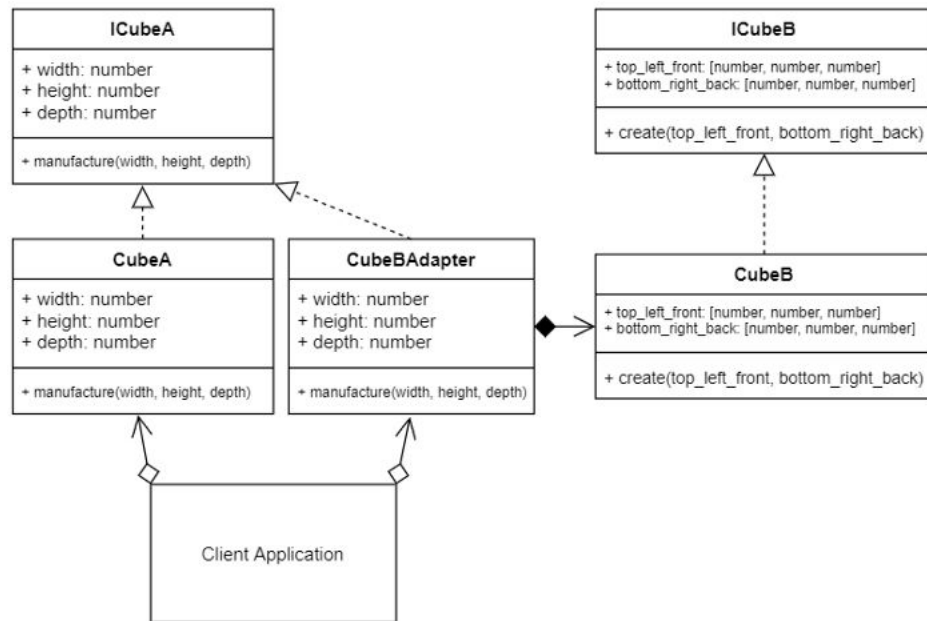 ICubeA
+ width: number
+ height: number
+ depth: number
+ manufacture(width, height, depth)
ICubeB
+ top_left_front: [number, number, number]
+ bottom_right_back: [number, number, number]
+ create(top_left_front, bottom_right_back)
CubeA
+ width: number
+ height: number
+ depth: number
+ manufacture(width, height, depth)
CubeBAdapter
+ width: number
+ height: number
+ depth: number
+ manufacture(width, height, depth)
CubeB
+ top_left_front: [number, number, number]
+ bottom_right_back: [number, number, number]
+ create(top_left_front, bottom_right_back)
Client Application